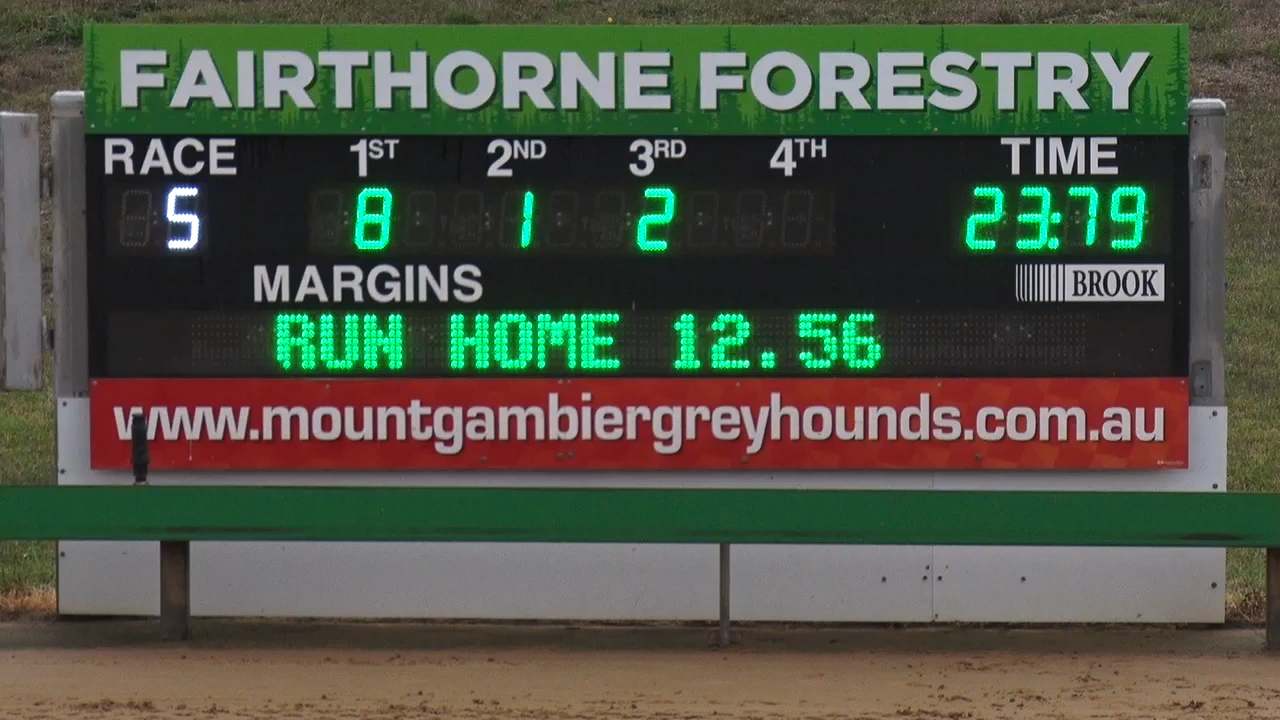 FAIRTHORNE FORESTRY
RACE 1ST 2ND 3RD 4TH TIME
5 8 1 2 23:79
MARGINS BROOK
RUN HOME 12.56
www.mountgambiergreyhounds.com.au